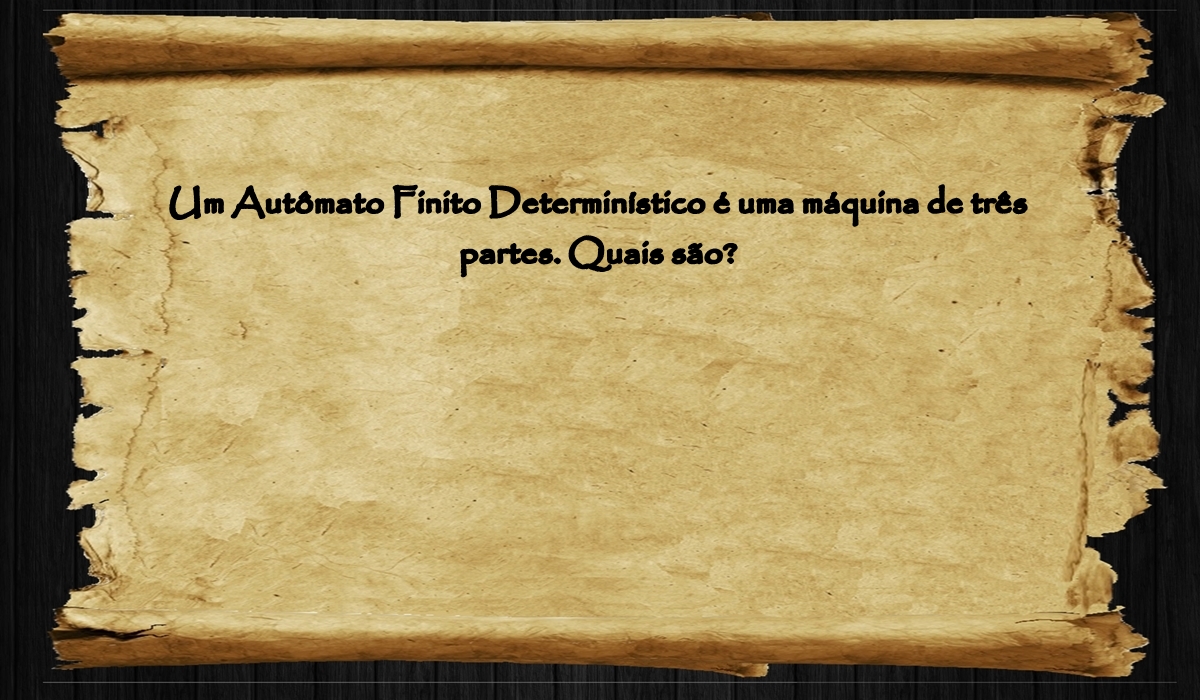 Um Autômato Finito Determinístico é uma máquina de três
partes. Quais são?